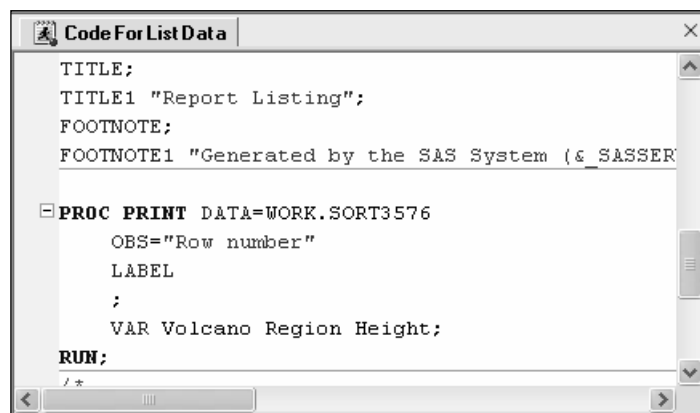 Code For List Data
TITLE;
TITLE1 "Report Listing";
FOOTNOTE;
FOOTNOTE1 "Generated by the SAS System (&_SASSER
PROC PRINT DATA=WORK.SORT3576
OBS="Row number"
LABEL
;
VAR Volcano Region Height;
RUN;
/*